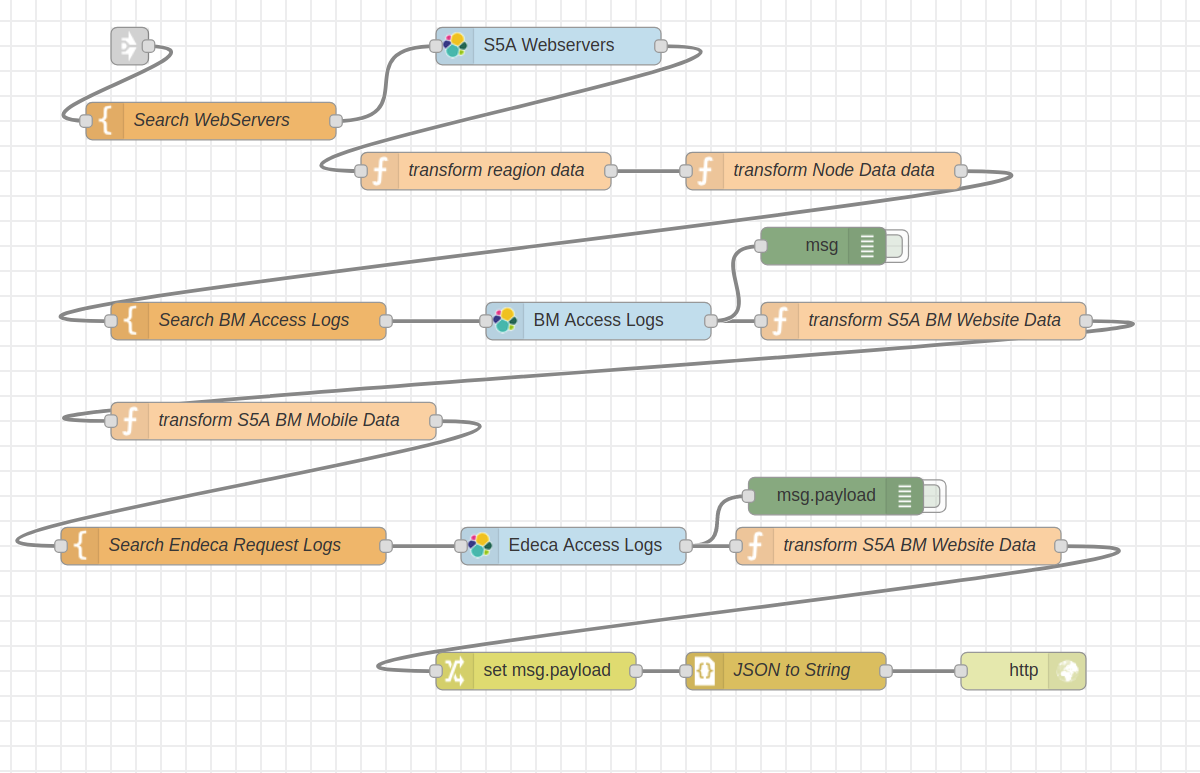 S5A Webservers
Search WebServers
transform reagion data
transform Node Data data
msg
Search BM Access Logs
BM Access Logs
transform S5A BM Website Data
transform S5A BM Mobile Data
msg.payload
Search Endeca Request Logs
Edeca Access Logs
transform S5A BM Website Data
set msg.payload
JSON to String
http